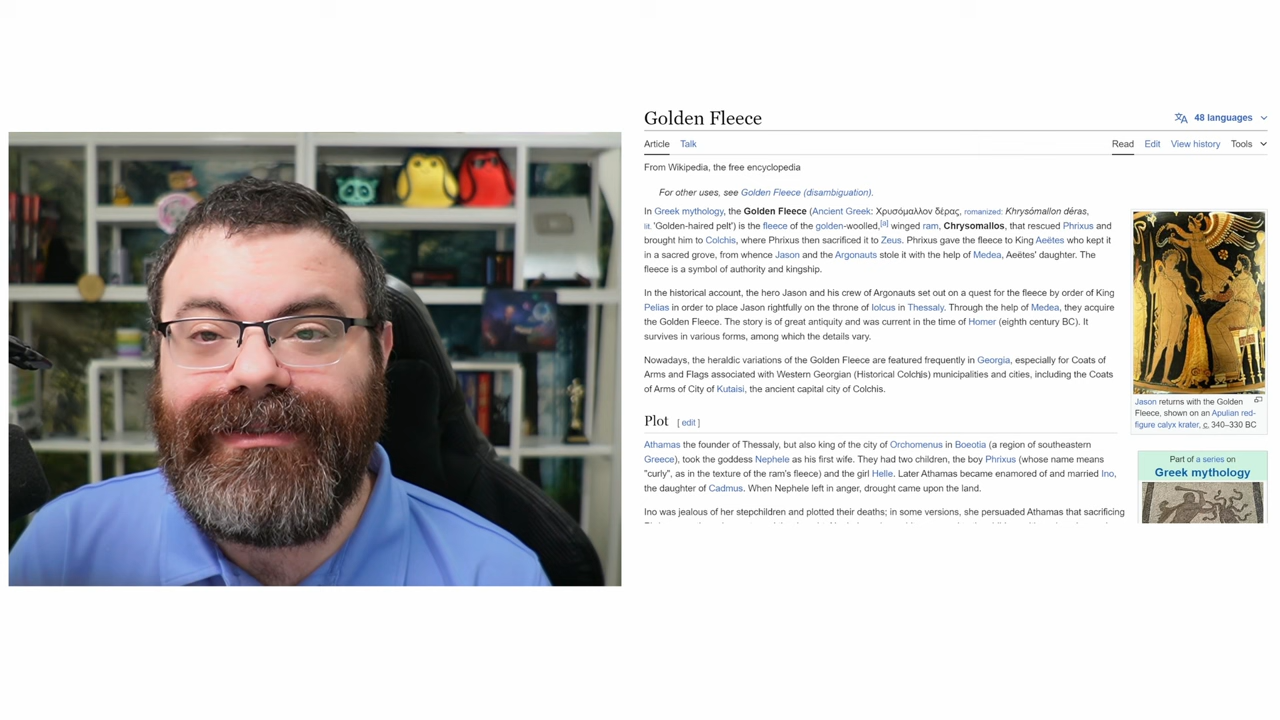 Golden Fleece
48 languages
Article Talk
Read Edit View history Tools
From Wikipedia, the free encyclopedia
For other uses, see Golden Fleece (disambiguation).
In Greek mythology, the Golden Fleece (Ancient Greek: Χρυσόμαλλον δέρας, romanized: Khrysómallon déras,
lit. 'Golden-haired pelt') is the fleece of the golden-woolled,[a] winged ram, Chrysomallos, that rescued Phrixus and
brought him to Colchis, where Phrixus then sacrificed it to Zeus. Phrixus gave the fleece to King Aeëtes who kept it
in a sacred grove, from whence Jason and the Argonauts stole it with the help of Medea, Aeëtes' daughter. The
fleece is a symbol of authority and kingship.
In the historical account, the hero Jason and his crew of Argonauts set out on a quest for the fleece by order of King
Pelias in order to place Jason rightfully on the throne of Iolcus in Thessaly. Through the help of Medea, they acquire
the Golden Fleece. The story is of great antiquity and was current in the time of Homer (eighth century BC). It
survives in various forms, among which the details vary.
Nowadays, the heraldic variations of the Golden Fleece are featured frequently in Georgia, especially for Coats of
Arms and Flags associated with Western Georgian (Historical Colchis) municipalities and cities, including the Coats
of Arms of City of Kutaisi, the ancient capital city of Colchis.
Jason returns with the Golden
Fleece, shown on an Apulian red-
figure calyx krater, c. 340–330 BC
Plot [ edit ]
Athamas the founder of Thessaly, but also king of the city of Orchomenus in Boeotia (a region of southeastern
Greece), took the goddess Nephele as his first wife. They had two children, the boy Phrixus (whose name means
"curly", as in the texture of the ram's fleece) and the girl Helle. Later Athamas became enamored of and married Ino,
the daughter of Cadmus. When Nephele left in anger, drought came upon the land.
Ino was jealous of her stepchildren and plotted their deaths; in some versions, she persuaded Athamas that sacrificing
Part of a series on
Greek mythology